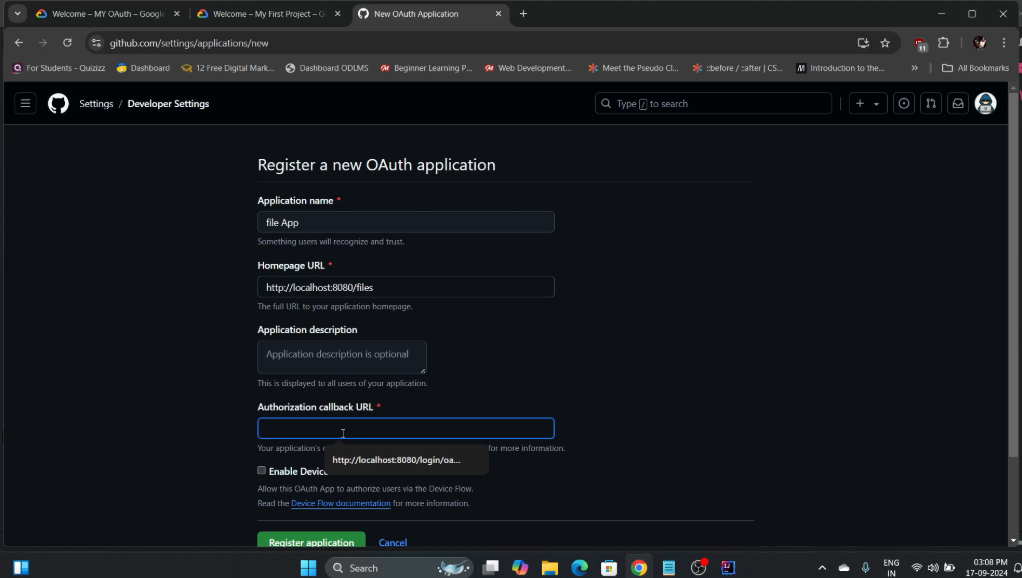 Welcome – MY OAuth – Google
Welcome – My First Project – G
New OAuth Application
github.com/settings/applications/new
11
For Students - Quizizz
Dashboard
12 Free Digital Mark...
Dashboard ODLMS
Beginner Learning P...
Web Development...
Meet the Pseudo Cl...
::before / ::after | CS...
Introduction to the...
All Bookmarks
Settings / Developer Settings
Type / to search
Register a new OAuth application
Application name *
file App
Something users will recognize and trust.
Homepage URL *
http://localhost:8080/files
The full URL to your application homepage.
Application description
Application description is optional
This is displayed to all users of your application.
Authorization callback URL *
Your application's for more information.
http://localhost:8080/login/oa...
Enable Device
Allow this OAuth App to authorize users via the Device Flow.
Read the Device Flow documentation for more information.
Register application Cancel
Search
ENG
IN
03:08 PM
17-09-2024